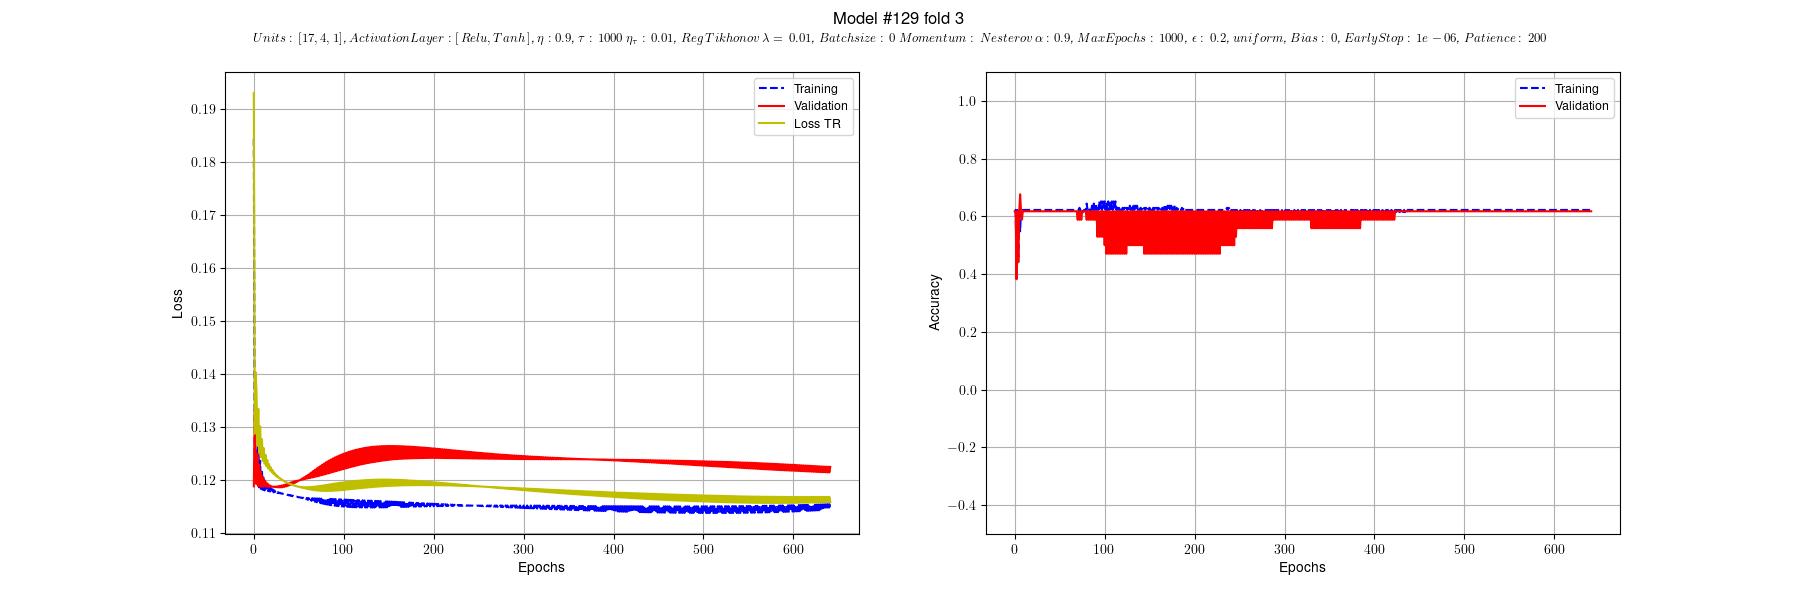 Model #129 fold 3
Units : [17, 4, 1], ActivationLayer : [ Relu, Tanh], η : 0.9, τ : 1000 η_τ : 0.01, RegTikhonov λ = 0.01, Batchsize : 0 Momentum : Nesterov α : 0.9, MaxEpochs : 1000, ϵ : 0.2, uniform, Bias : 0, EarlyStop : 1e − 06, Patience : 200
0.19
0.18
0.17
0.16
0.15
0.14
0.13
0.12
0.11
Loss
0 100 200 300 400 500 600
Epochs
Training
Validation
Loss TR
1.0
0.8
0.6
0.4
0.2
0.0
−0.2
−0.4
Accuracy
0 100 200 300 400 500 600
Epochs
Training
Validation